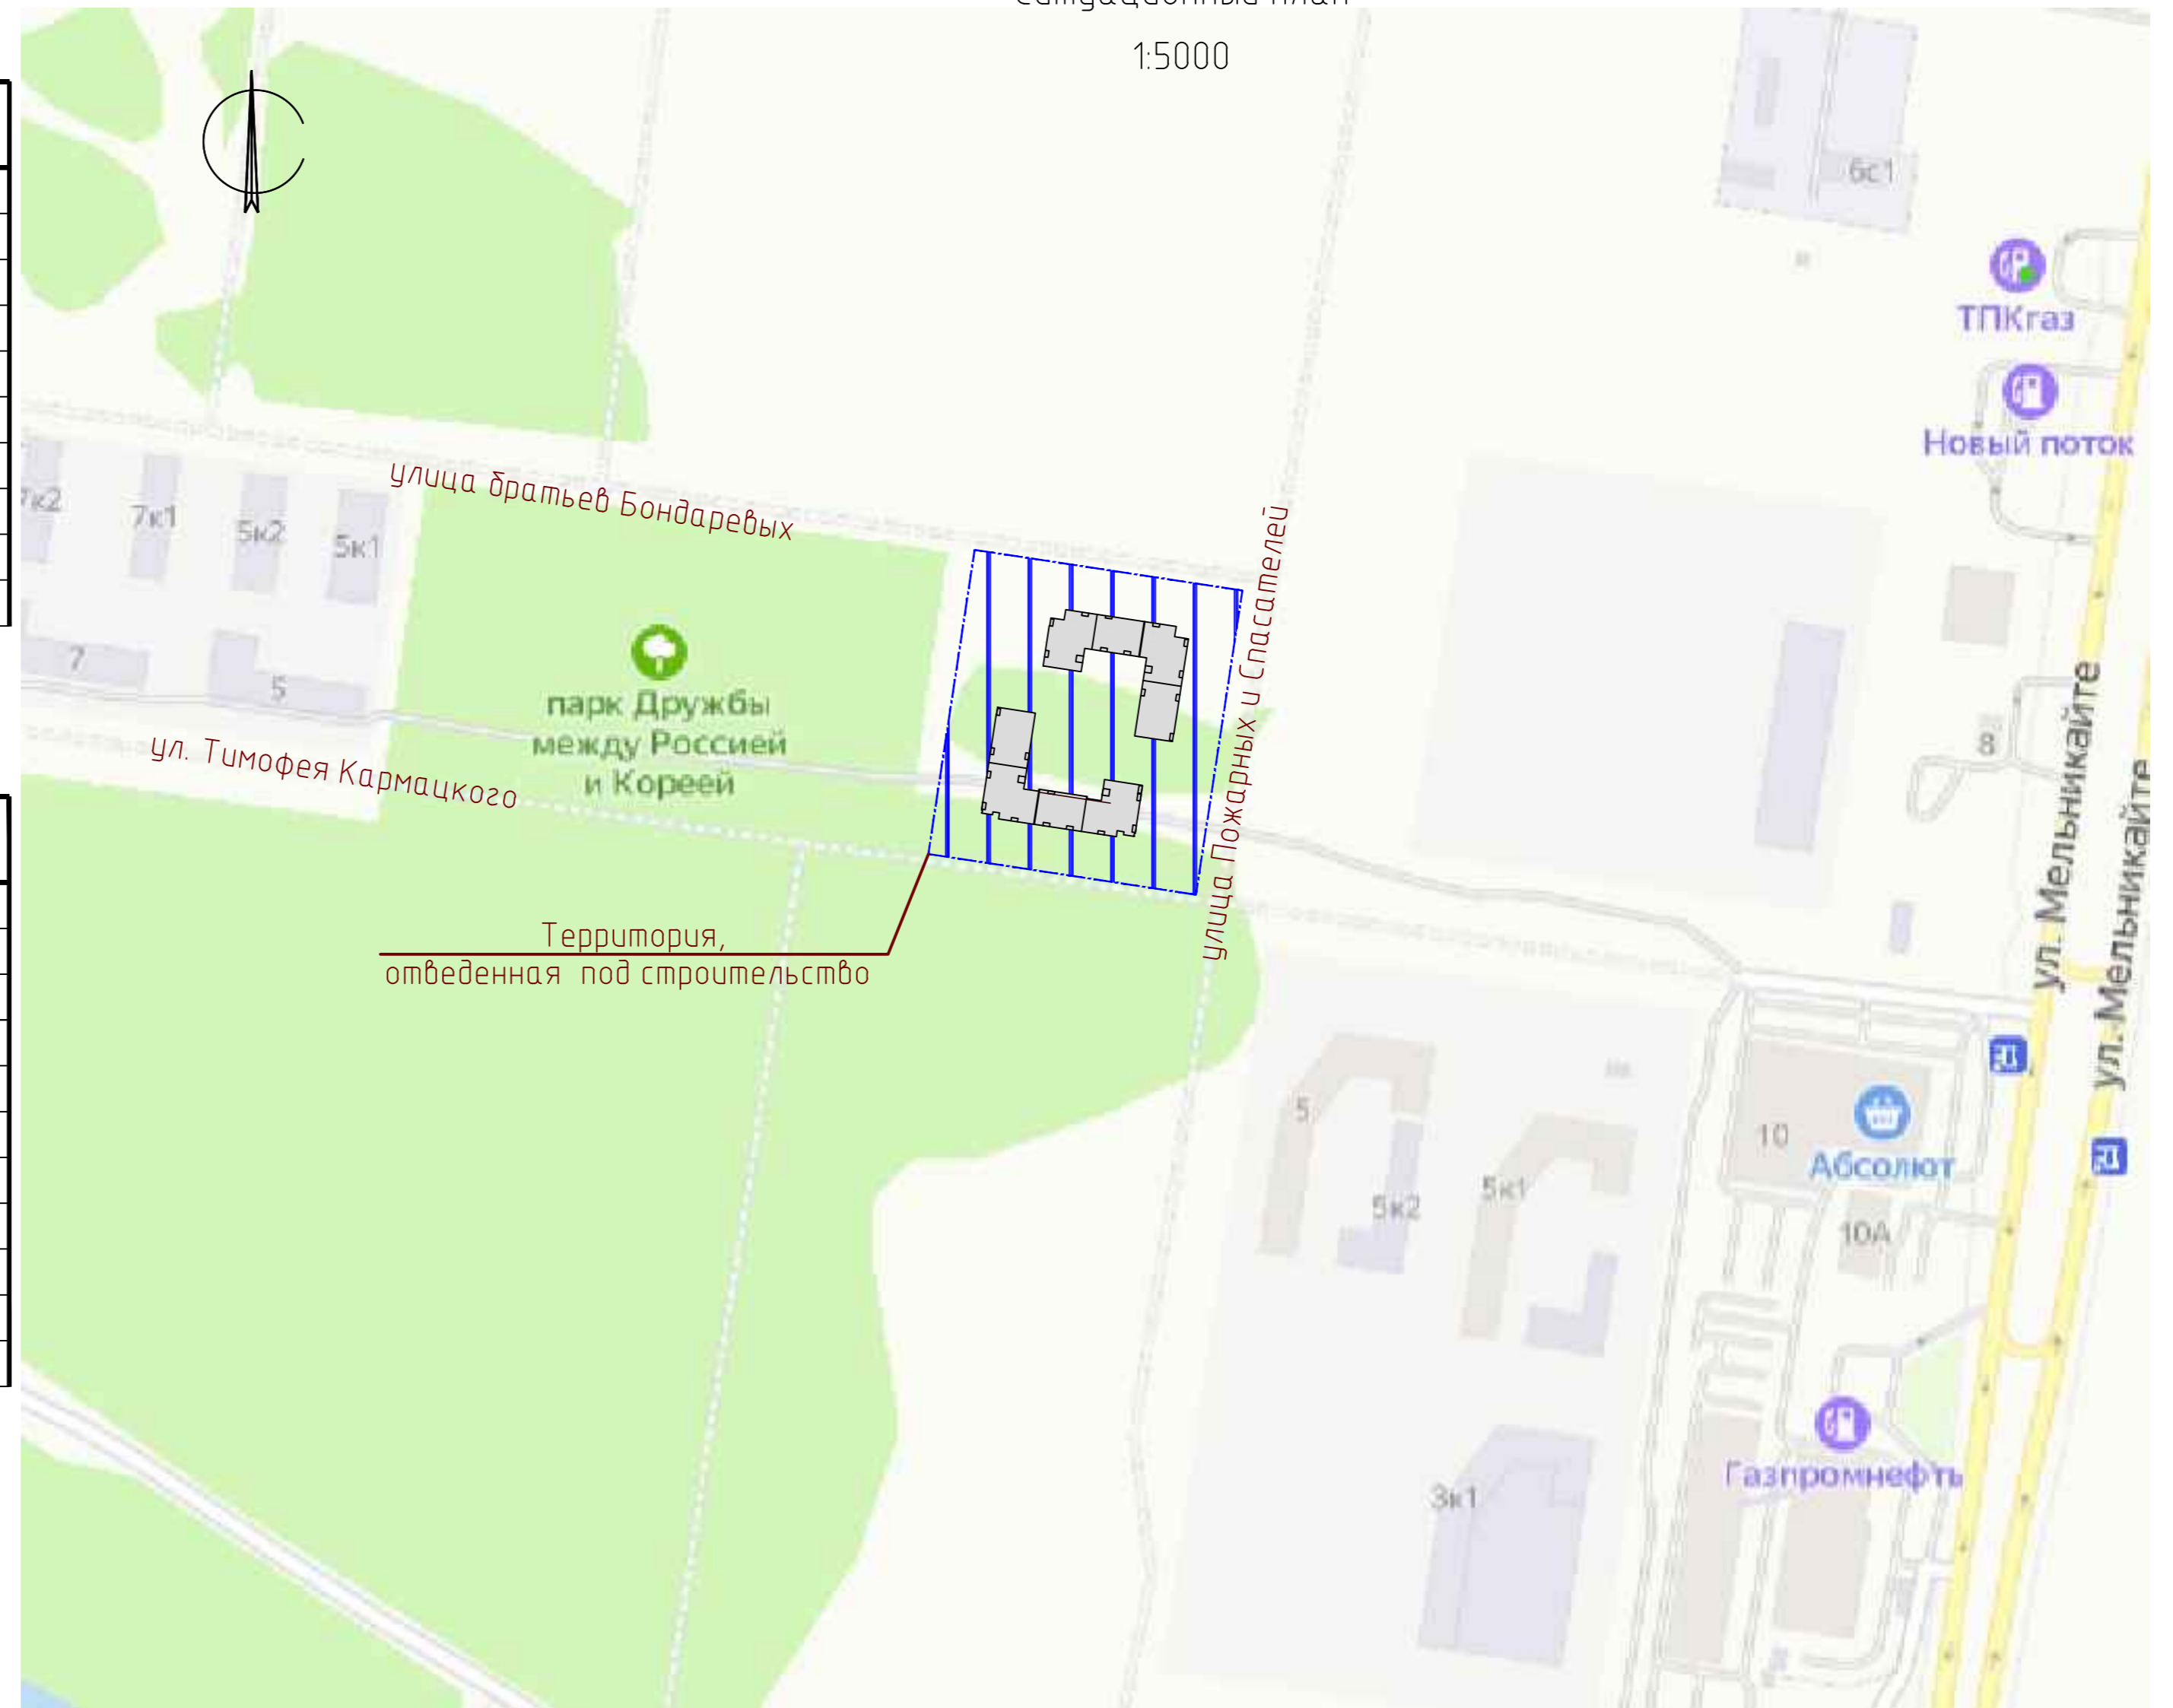 1:5000
6с1
ТПКгаз
Новый поток
улица братьев Бондаревых
7к2
7к1
5к2
5к1
улица Пожарных и Спасателей
7
5
парк Дружбы
между Россией
и Кореей
ул. Тимофея Кармацкого
8
ул. Мельникайте
ул. Мельникайте
Территория,
отведенная под строительство
5
5к2
5к1
10
Абсолют
10А
Газпромнефть
3к1